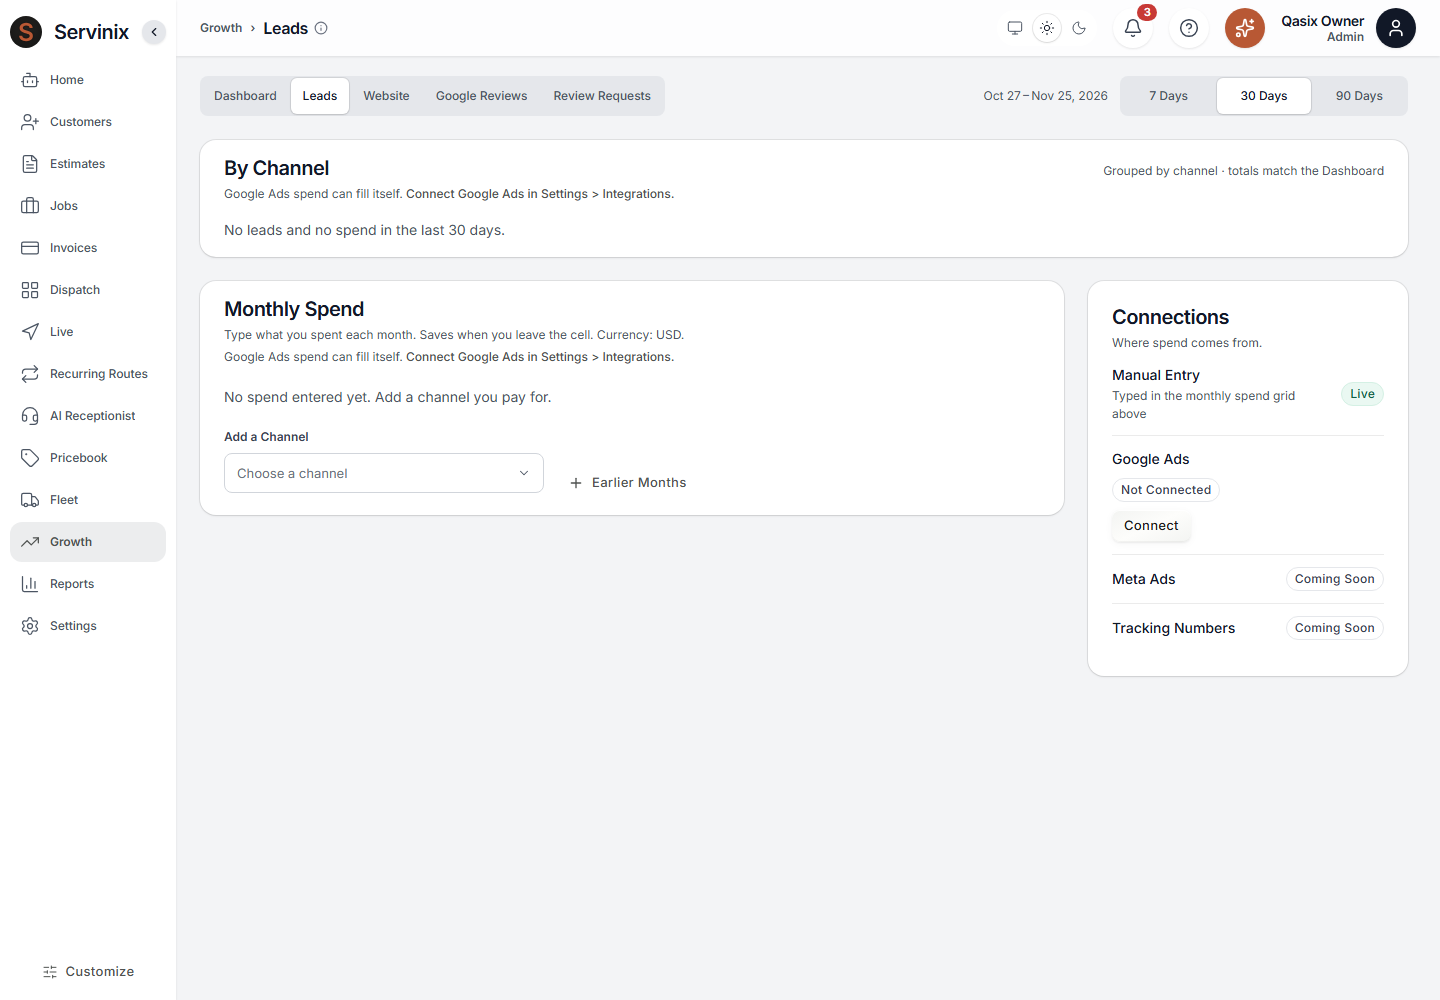 S Servinix
Growth › Leads
3
Qasix Owner
Admin
Home
Customers
Estimates
Jobs
Invoices
Dispatch
Live
Recurring Routes
AI Receptionist
Pricebook
Fleet
Growth
Reports
Settings
Customize
Dashboard Leads Website Google Reviews Review Requests
Oct 27 – Nov 25, 2026 7 Days 30 Days 90 Days
By Channel
Grouped by channel · totals match the Dashboard
Google Ads spend can fill itself. Connect Google Ads in Settings > Integrations.
No leads and no spend in the last 30 days.
Monthly Spend
Type what you spent each month. Saves when you leave the cell. Currency: USD.
Google Ads spend can fill itself. Connect Google Ads in Settings > Integrations.
No spend entered yet. Add a channel you pay for.
Add a Channel
Choose a channel
Earlier Months
Connections
Where spend comes from.
Manual Entry
Typed in the monthly spend grid
above
Live
Google Ads
Not Connected
Connect
Meta Ads Coming Soon
Tracking Numbers Coming Soon